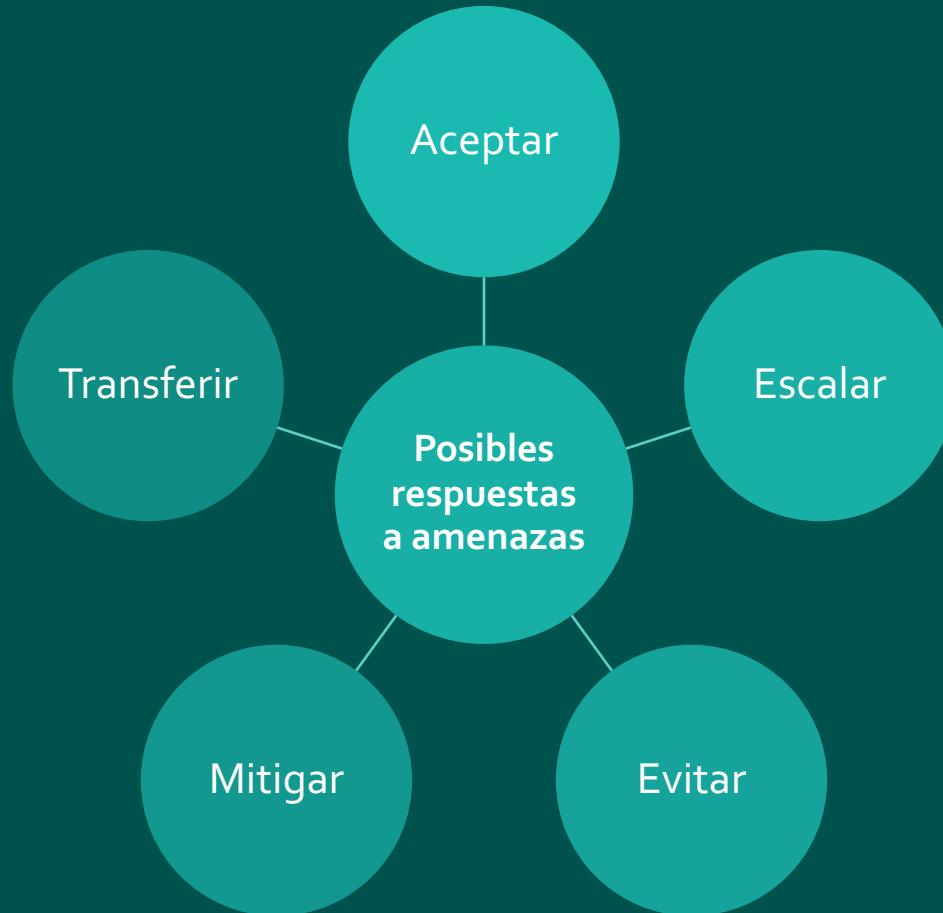 Aceptar
Escalar
Evitar
Mitigar
Transferir
Posibles
respuestas
a amenazas